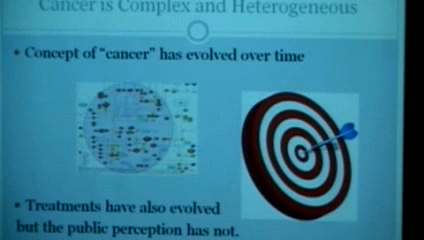 Cancer is Complex and Heterogeneous
• Concept of “cancer” has evolved over time
• Treatments have also evolved
but the public perception has not.